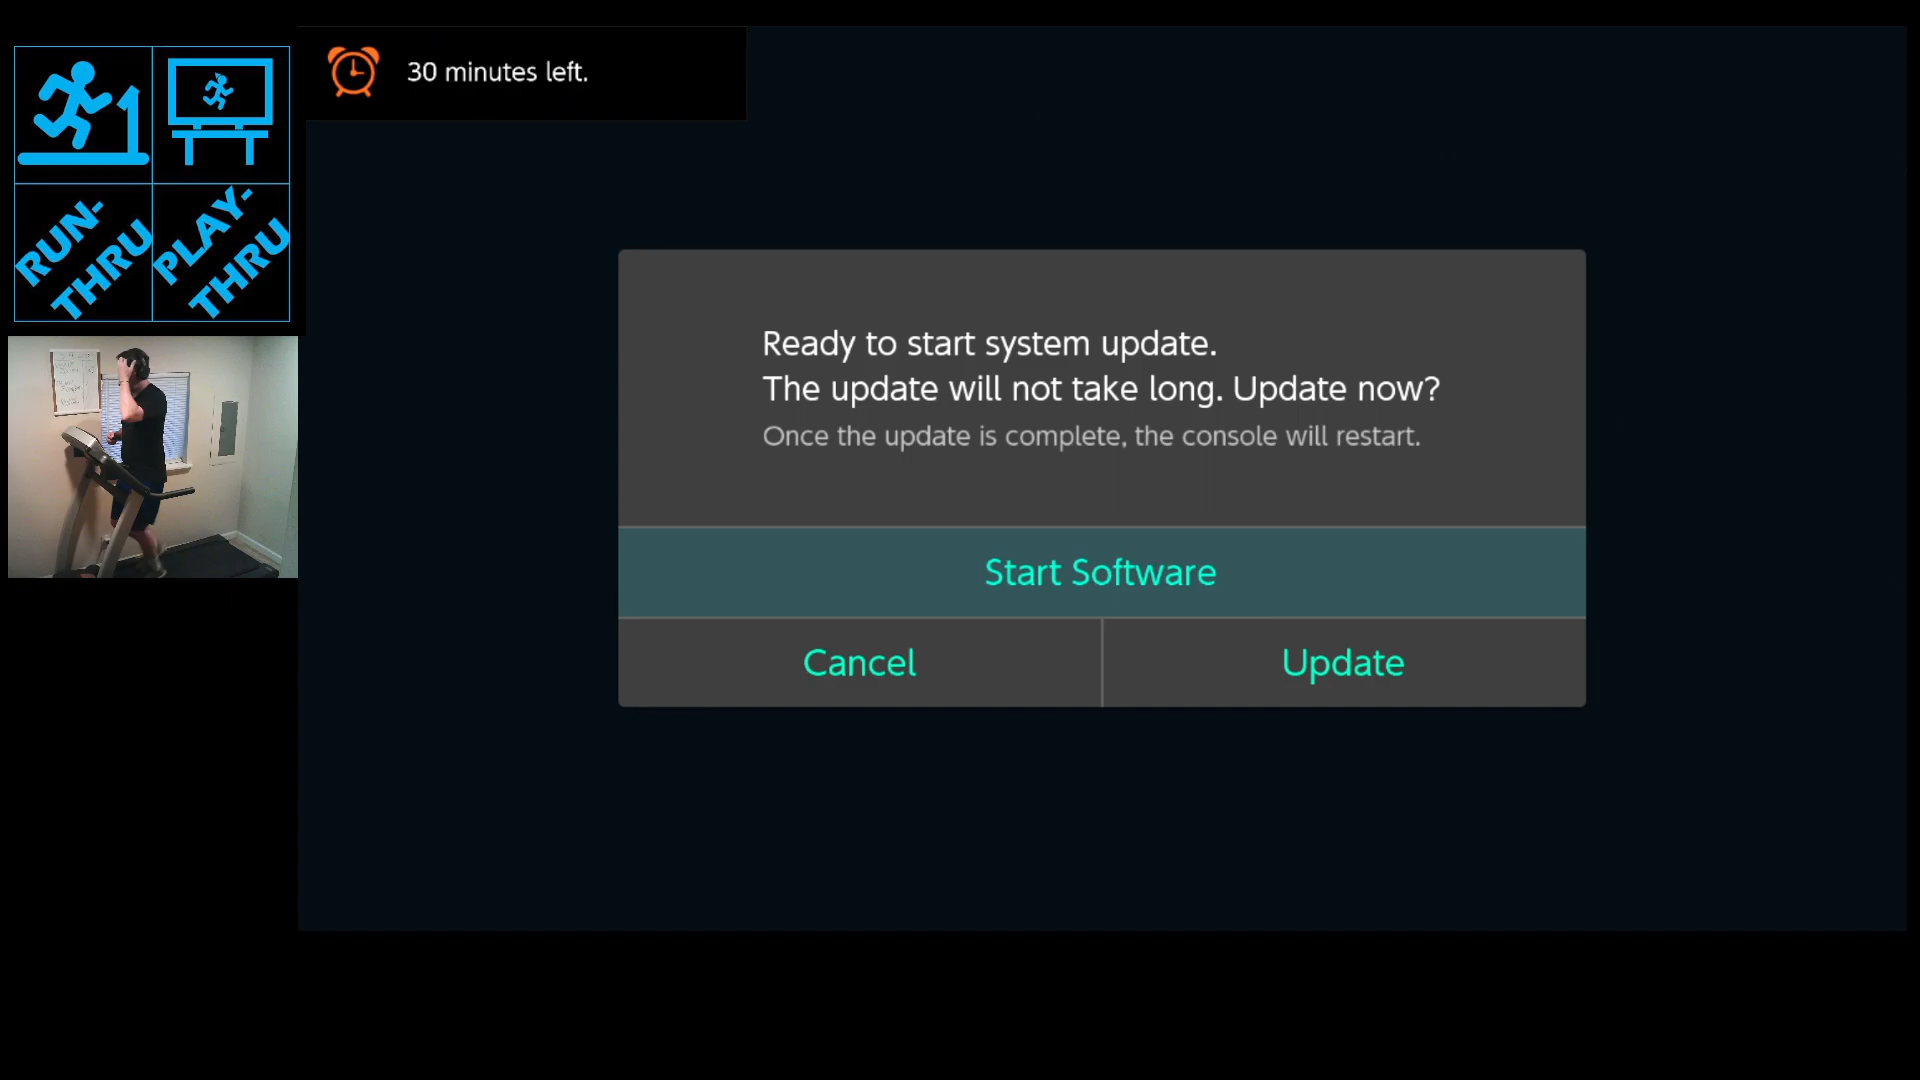 30 minutes left.
RUN-
THRU
PLAY-
THRU
Ready to start system update.
The update will not take long. Update now?
Once the update is complete, the console will restart.
Start Software
Cancel
Update